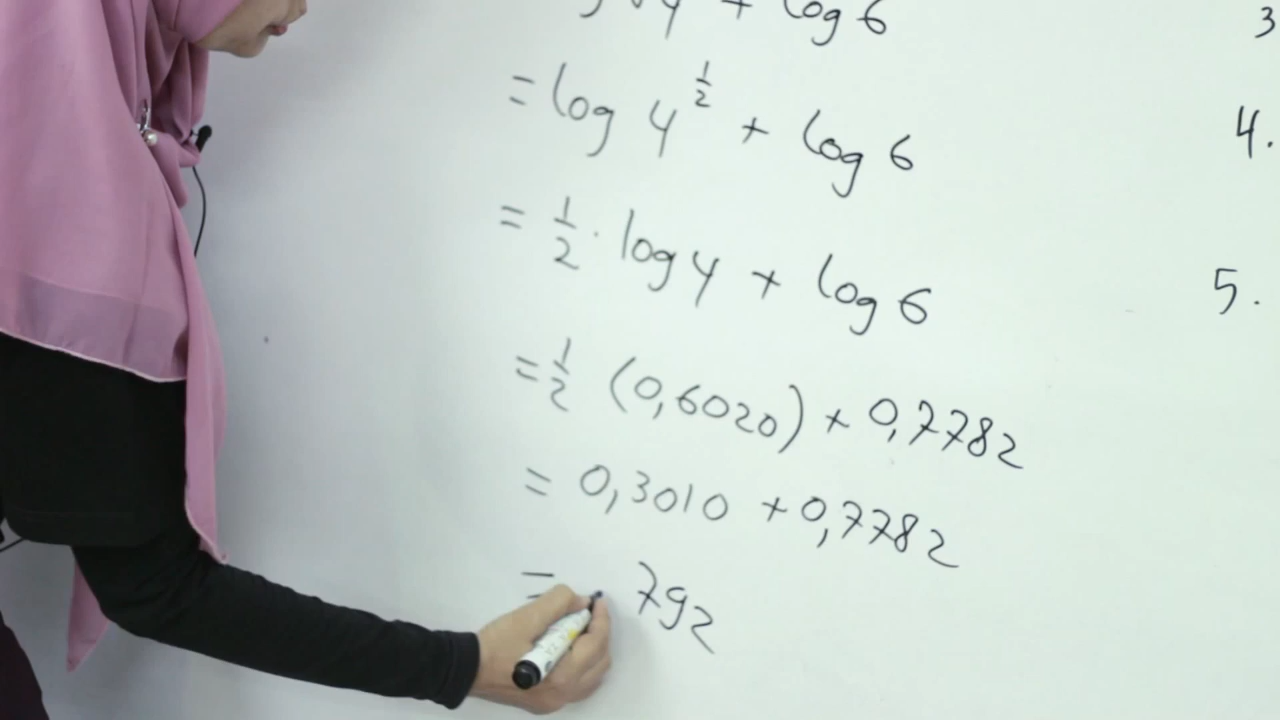 + log 6
= log 4^½ + log 6
= ½ · log 4 + log 6
= ½ (0,6020) + 0,7782
= 0,3010 + 0,7782
= 792
3
4.
5.